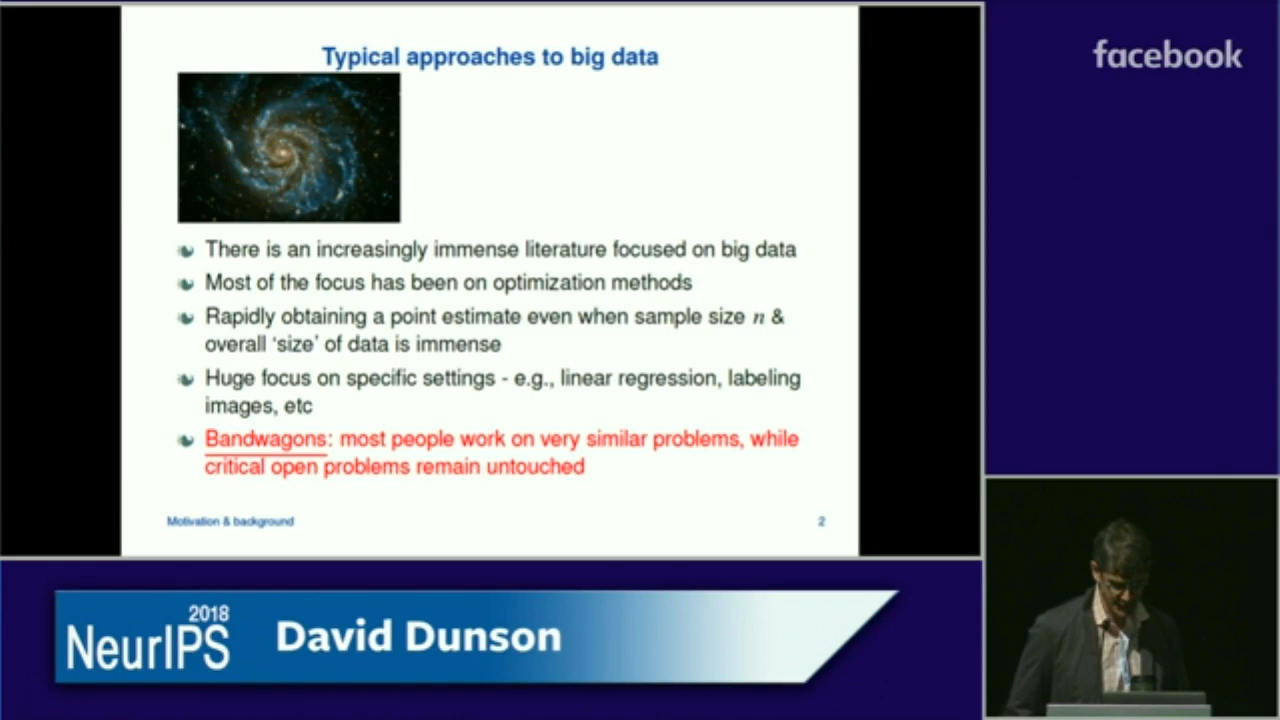 Typical approaches to big data
There is an increasingly immense literature focused on big data
Most of the focus has been on optimization methods
Rapidly obtaining a point estimate even when sample size n &
overall ‘size’ of data is immense
Huge focus on specific settings - e.g., linear regression, labeling
images, etc
Bandwagons: most people work on very similar problems, while
critical open problems remain untouched
Motivation & background
2
facebook
2018
NeurIPS
David Dunson